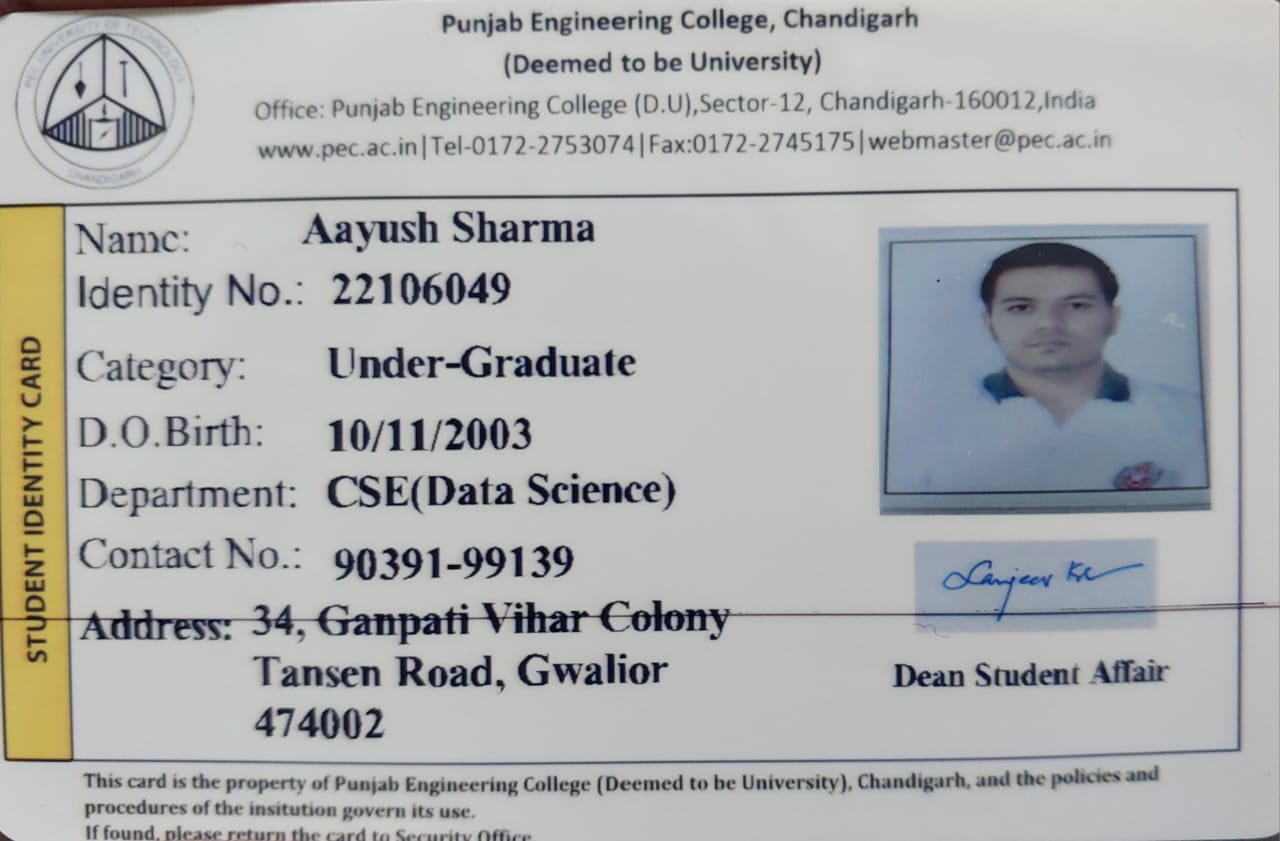 PEC UNIVERSITY OF TECHNOLOGY
CHANDIGARH
Punjab Engineering College, Chandigarh
(Deemed to be University)
Office: Punjab Engineering College (D.U),Sector-12, Chandigarh-160012,India
www.pec.ac.in|Tel-0172-2753074|Fax:0172-2745175|webmaster@pec.ac.in
STUDENT IDENTITY CARD
Name: Aayush Sharma
Identity No.: 22106049
Category: Under-Graduate
D.O.Birth: 10/11/2003
Department: CSE(Data Science)
Contact No.: 90391-99139
Address: 34, Ganpati Vihar Colony
Tansen Road, Gwalior
474002
Dean Student Affair
This card is the property of Punjab Engineering College (Deemed to be University), Chandigarh, and the policies and
procedures of the insitution govern its use.
If found, please return the card to Security Office